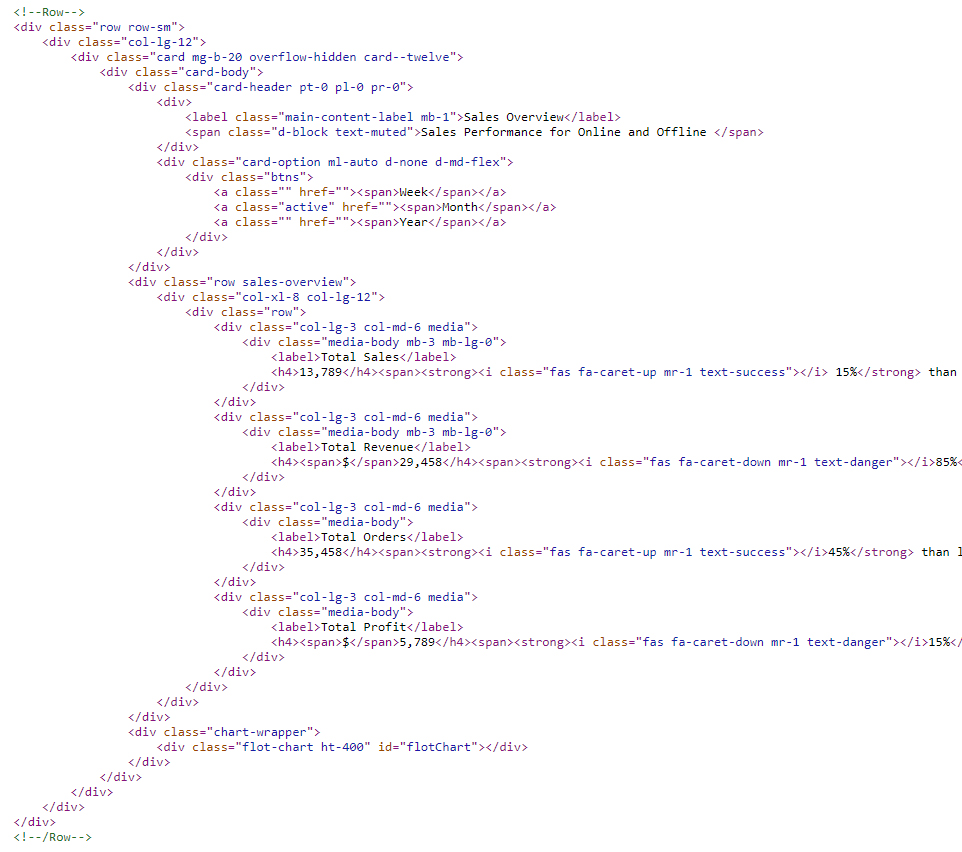 <!--Row-->
<div class="row row-sm">
<div class="col-lg-12">
<div class="card mg-b-20 overflow-hidden card--twelve">
<div class="card-body">
<div class="card-header pt-0 pl-0 pr-0">
<div>
<label class="main-content-label mb-1">Sales Overview</label>
<span class="d-block text-muted">Sales Performance for Online and Offline </span>
</div>
<div class="card-option ml-auto d-none d-md-flex">
<div class="btns">
<a class="" href=""><span>Week</span></a>
<a class="active" href=""><span>Month</span></a>
<a class="" href=""><span>Year</span></a>
</div>
</div>
</div>
<div class="row sales-overview">
<div class="col-xl-8 col-lg-12">
<div class="row">
<div class="col-lg-3 col-md-6 media">
<div class="media-body mb-3 mb-lg-0">
<label>Total Sales</label>
<h4>13,789</h4><span><strong><i class="fas fa-caret-up mr-1 text-success"></i> 15%</strong> than
</div>
</div>
<div class="col-lg-3 col-md-6 media">
<div class="media-body mb-3 mb-lg-0">
<label>Total Revenue</label>
<h4><span>$</span>29,458</h4><span><strong><i class="fas fa-caret-down mr-1 text-danger"></i>85%<
</div>
</div>
<div class="col-lg-3 col-md-6 media">
<div class="media-body">
<label>Total Orders</label>
<h4>35,458</h4><span><strong><i class="fas fa-caret-up mr-1 text-success"></i>45%</strong> than l
</div>
</div>
<div class="col-lg-3 col-md-6 media">
<div class="media-body">
<label>Total Profit</label>
<h4><span>$</span>5,789</h4><span><strong><i class="fas fa-caret-down mr-1 text-danger"></i>15%</
</div>
</div>
</div>
</div>
</div>
<div class="chart-wrapper">
<div class="flot-chart ht-400" id="flotChart"></div>
</div>
</div>
</div>
</div>
</div>
<!--/Row-->